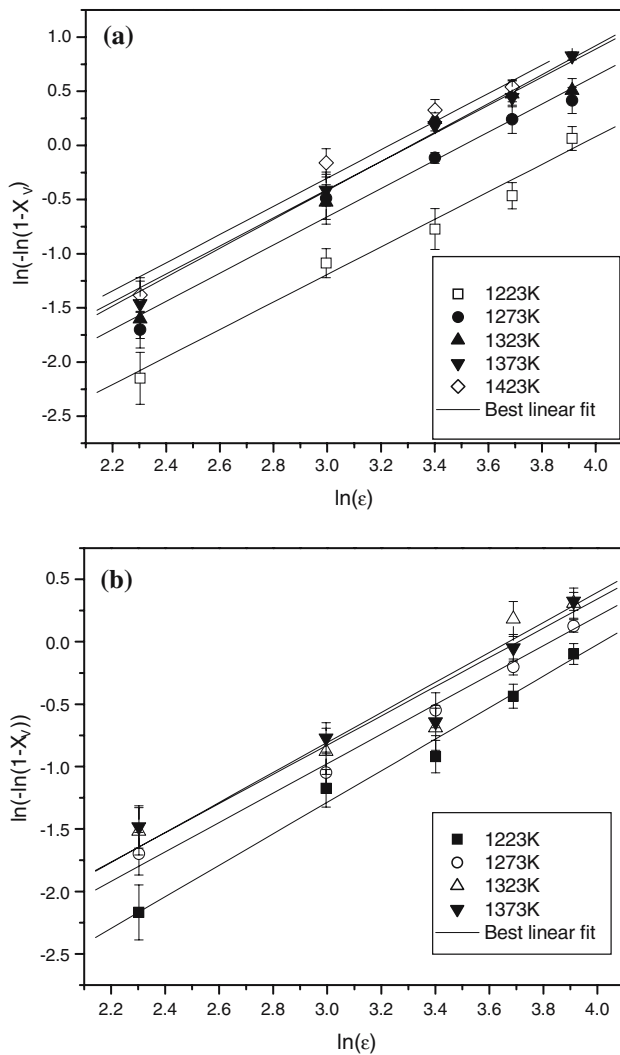 (a)
ln(-ln(1-X_v))
1.0
0.5
0.0
-0.5
-1.0
-1.5
-2.0
-2.5
1223K
1273K
1323K
1373K
1423K
Best linear fit
2.2 2.4 2.6 2.8 3.0 3.2 3.4 3.6 3.8 4.0
ln(ε)
(b)
ln(-ln(1-X_v))
0.5
0.0
-0.5
-1.0
-1.5
-2.0
-2.5
1223K
1273K
1323K
1373K
Best linear fit
2.2 2.4 2.6 2.8 3.0 3.2 3.4 3.6 3.8 4.0
ln(ε)